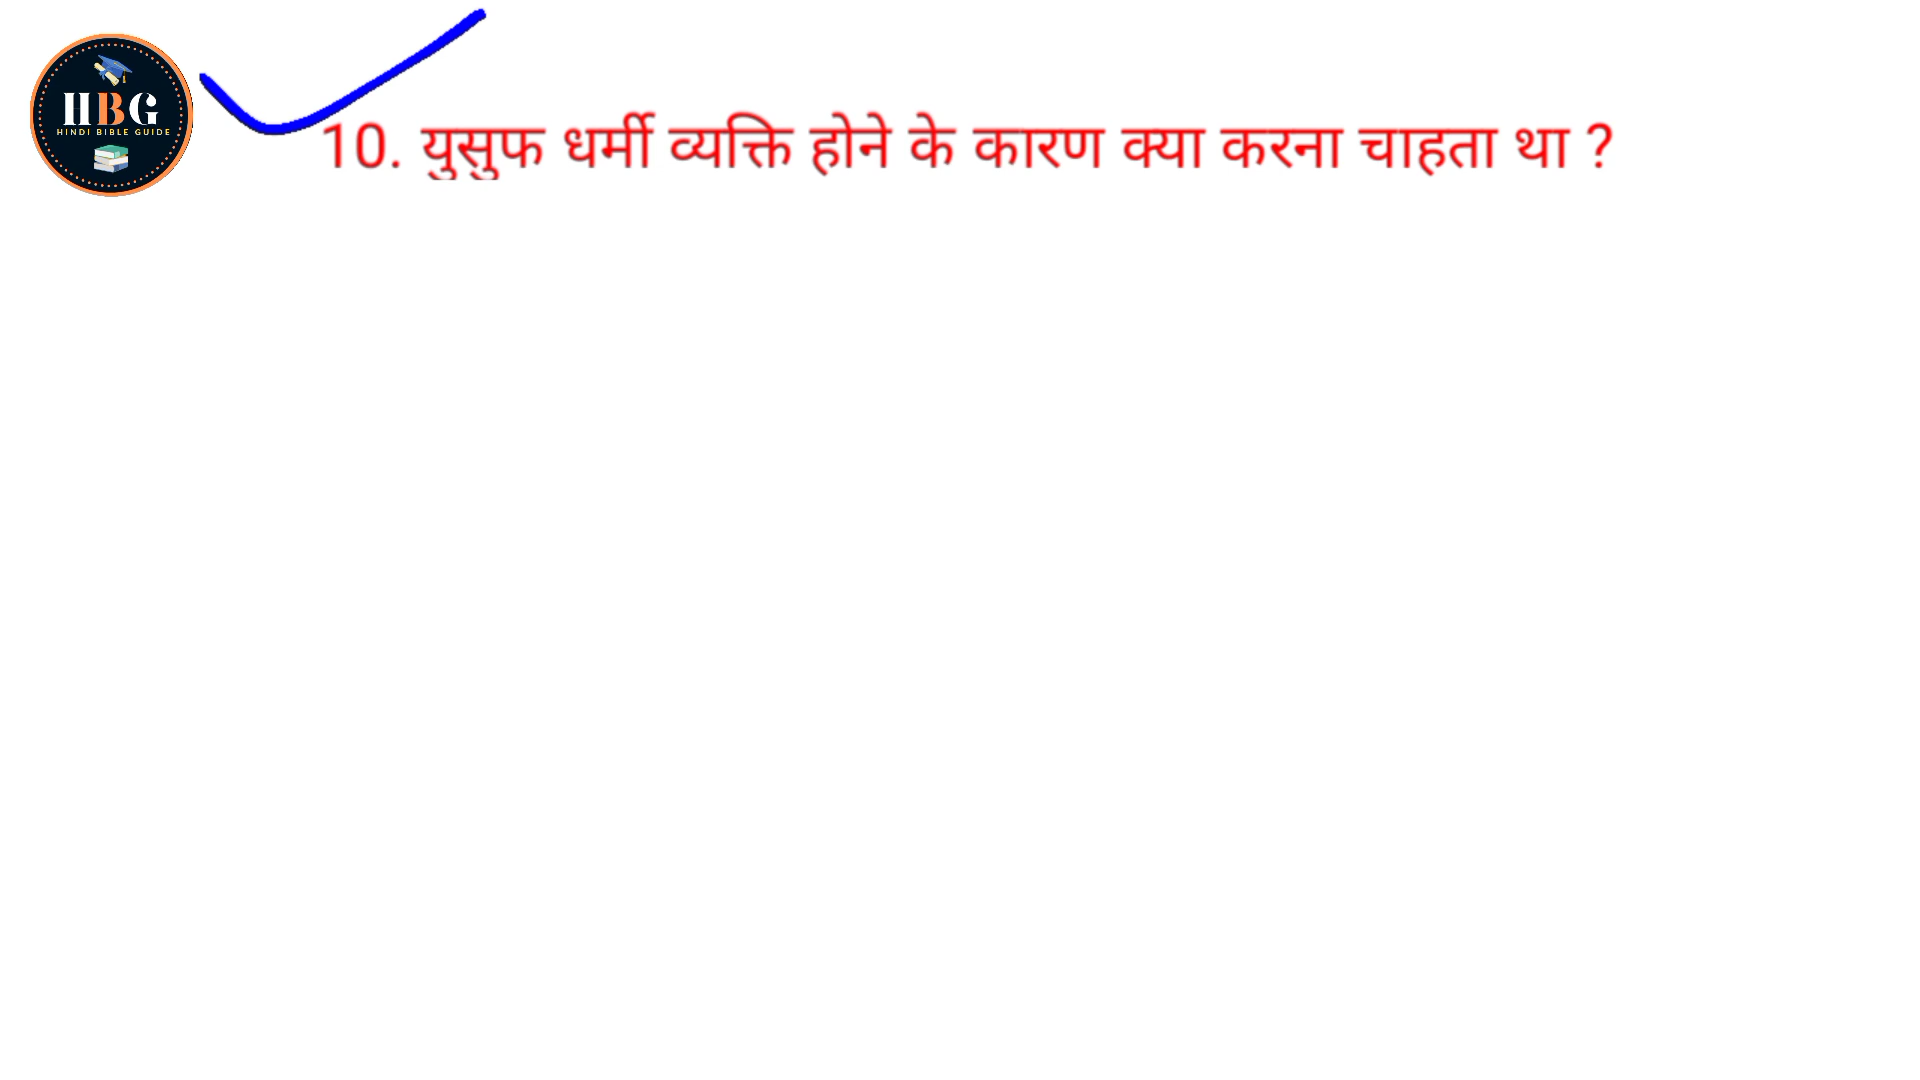 HBG
HINDI BIBLE GUIDE
10. युसुफ धर्मी व्यक्ति होने के कारण क्या करना चाहता था ?